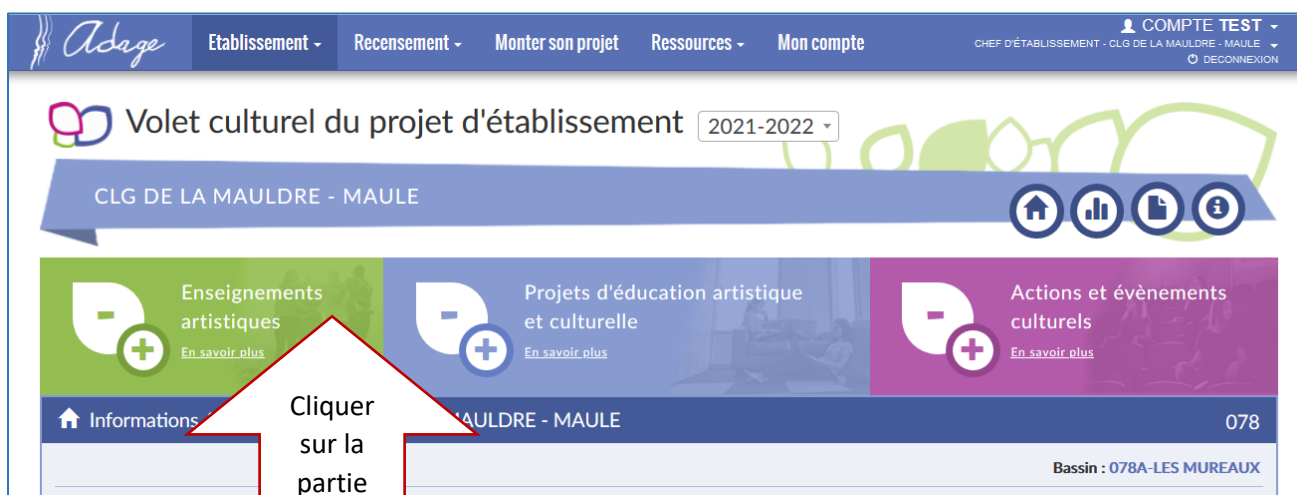 Adage
Etablissement
Recensement
Monter son projet
Ressources
Mon compte
COMPTE TEST
CHEF D'ÉTABLISSEMENT - CLG DE LA MAULDRE - MAULE
DECONNEXION
Volet culturel du projet d'établissement
2021-2022
CLG DE LA MAULDRE - MAULE
Enseignements
artistiques
En savoir plus
Projets d'éducation artistique
et culturelle
En savoir plus
Actions et évènements
culturels
En savoir plus
Informations
MAULDRE - MAULE
078
Cliquer
sur la
partie
Bassin : 078A-LES MUREAUX